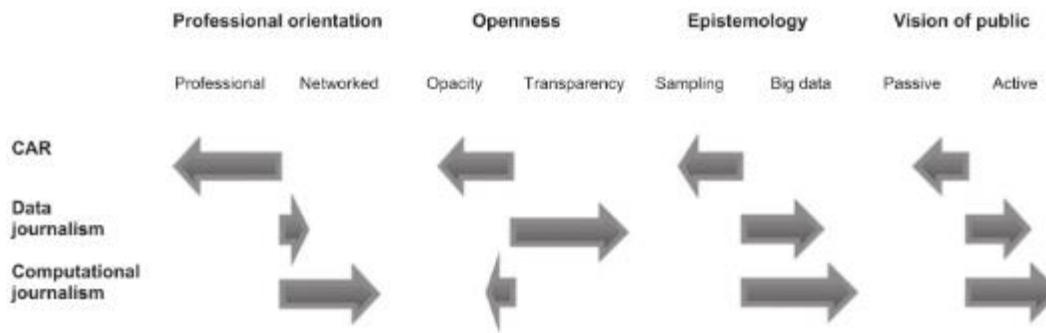 Professional orientation Openness Epistemology Vision of public
Professional Networked Opacity Transparency Sampling Big data Passive Active
CAR
Data
journalism
Computational
journalism